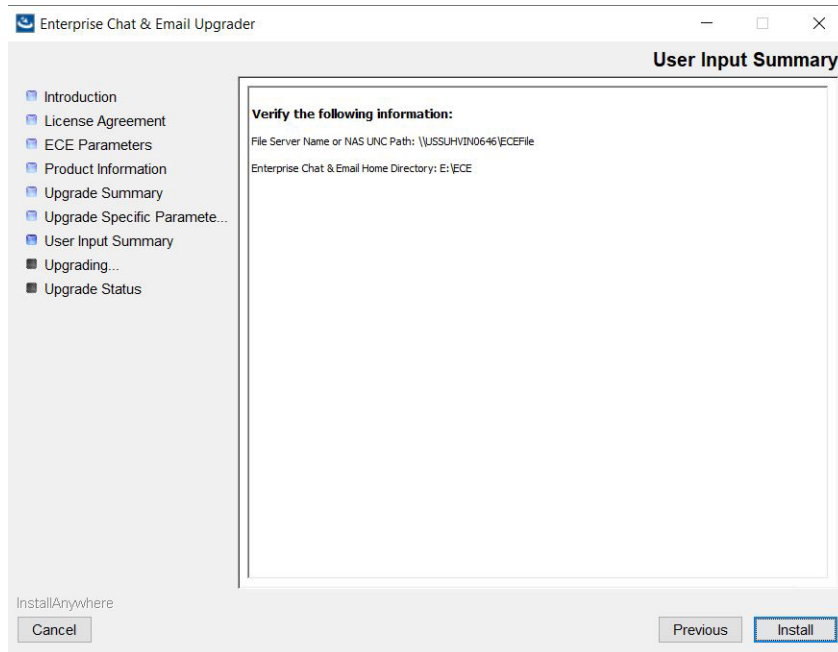 Enterprise Chat & Email Upgrader
User Input Summary
Introduction
License Agreement
ECE Parameters
Product Information
Upgrade Summary
Upgrade Specific Paramete...
User Input Summary
Upgrading...
Upgrade Status
Verify the following information:
File Server Name or NAS UNC Path: \\USSUHVIN0646\ECEFile
Enterprise Chat & Email Home Directory: E:\ECE
InstallAnywhere
Cancel
Previous
Install